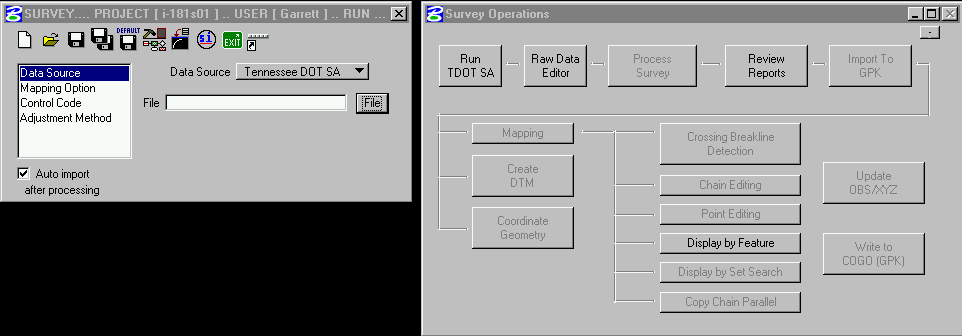 SURVEY.... PROJECT [ i-181s01 ] .. USER [ Garrett ] .. RUN ...
DEFAULT
si
EXIT
Data Source
Mapping Option
Control Code
Adjustment Method
Data Source
Tennessee DOT SA
File
File
Auto import
after processing
Survey Operations
Run
TDOT SA
Raw Data
Editor
Process
Survey
Review
Reports
Import To
GPK
Mapping
Create
DTM
Coordinate
Geometry
Crossing Breakline
Detection
Chain Editing
Point Editing
Display by Feature
Display by Set Search
Copy Chain Parallel
Update
OBS/XYZ
Write to
COGO (GPK)